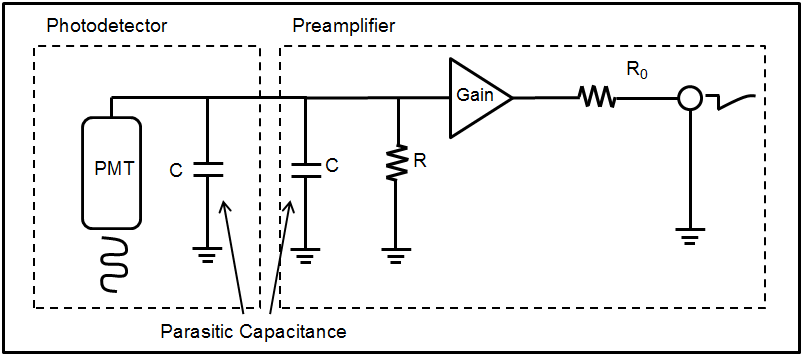 Photodetector
Preamplifier
R0
Gain
PMT
C
C
R
Parasitic Capacitance